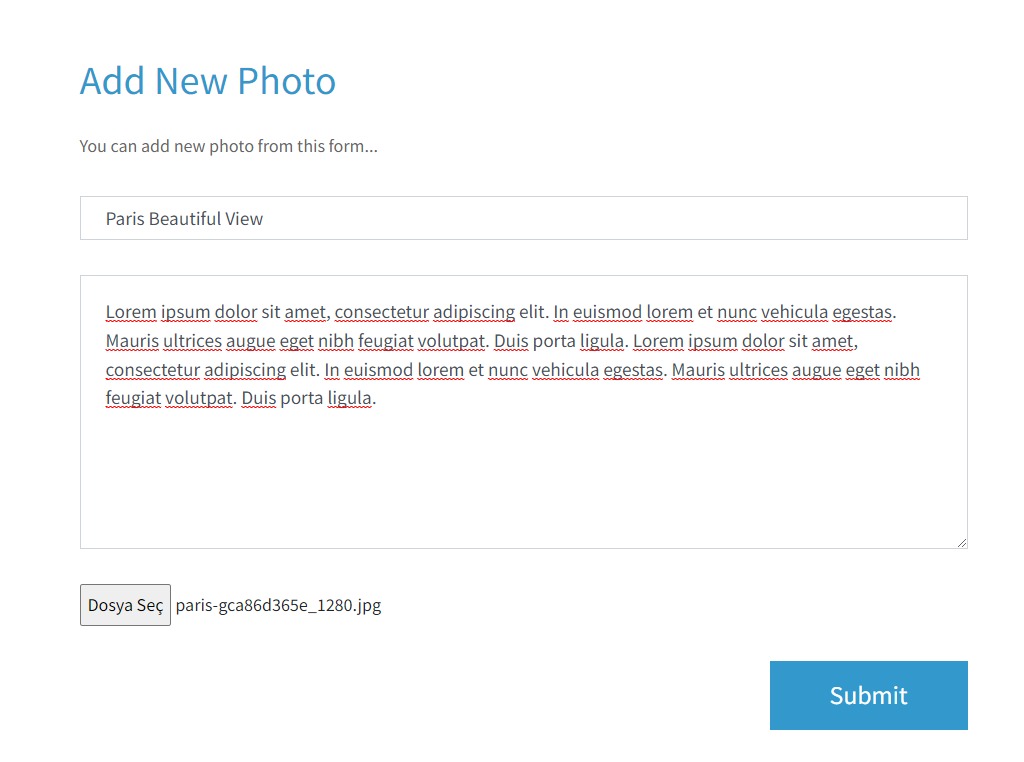 Add New Photo
You can add new photo from this form...
Paris Beautiful View
Lorem ipsum dolor sit amet, consectetur adipiscing elit. In euismod lorem et nunc vehicula egestas.
Mauris ultrices augue eget nibh feugiat volutpat. Duis porta ligula. Lorem ipsum dolor sit amet,
consectetur adipiscing elit. In euismod lorem et nunc vehicula egestas. Mauris ultrices augue eget nibh
feugiat volutpat. Duis porta ligula.
Dosya Seç paris-gca86d365e_1280.jpg
Submit